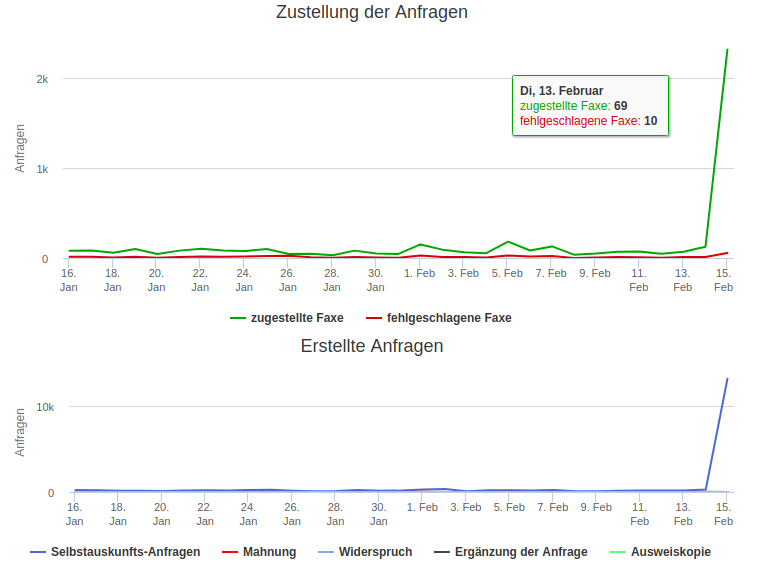 Zustellung der Anfragen
Anfragen
2k
1k
0
Di, 13. Februar
zugestellte Faxe: 69
fehlgeschlagene Faxe: 10
16. Jan 18. Jan 20. Jan 22. Jan 24. Jan 26. Jan 28. Jan 30. Jan 1. Feb 3. Feb 5. Feb 7. Feb 9. Feb 11. Feb 13. Feb 15. Feb
zugestellte Faxe fehlgeschlagene Faxe
Erstellte Anfragen
Anfragen
10k
0
16. Jan 18. Jan 20. Jan 22. Jan 24. Jan 26. Jan 28. Jan 30. Jan 1. Feb 3. Feb 5. Feb 7. Feb 9. Feb 11. Feb 13. Feb 15. Feb
Selbstauskunfts-Anfragen Mahnung Widerspruch Ergänzung der Anfrage Ausweiskopie